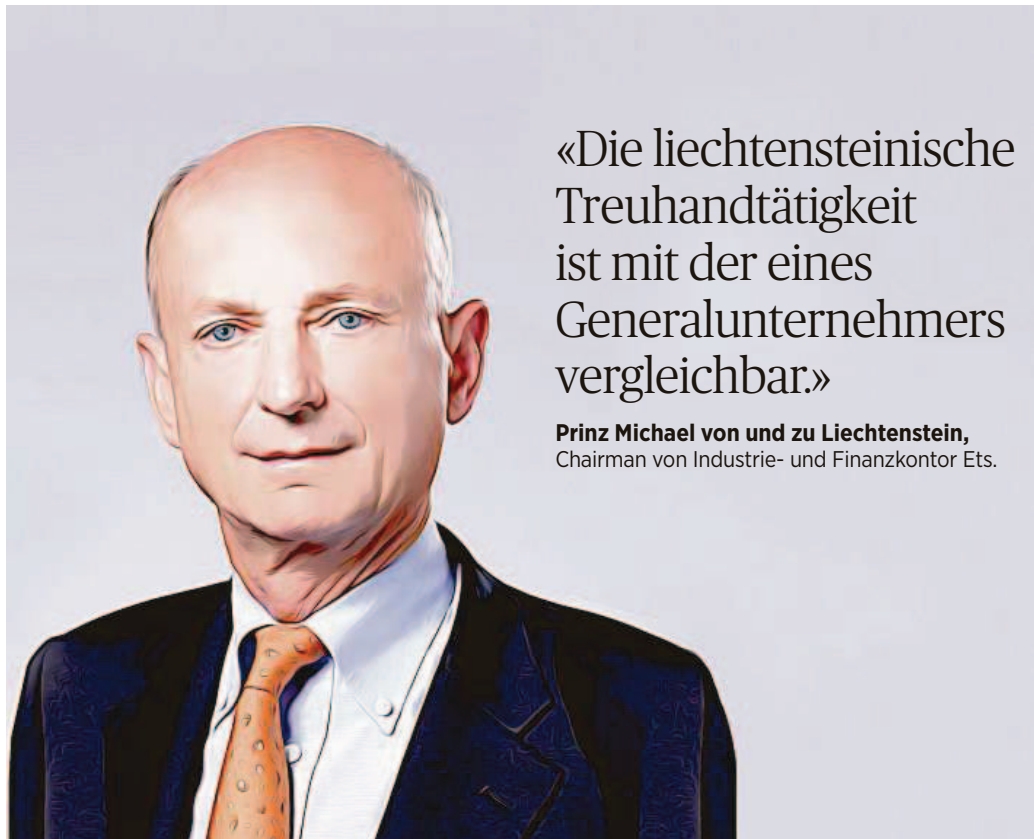 «Die liechtensteinische
Treuhandtätigkeit
ist mit der eines
Generalunternehmers
vergleichbar.»
Prinz Michael von und zu Liechtenstein,
Chairman von Industrie- und Finanzkontor Ets.